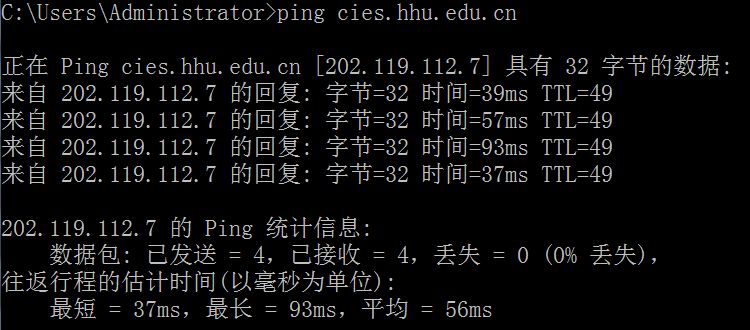 C:\Users\Administrator>ping cies.hhu.edu.cn
正在 Ping cies.hhu.edu.cn [202.119.112.7] 具有 32 字节的数据:
来自 202.119.112.7 的回复: 字节=32 时间=39ms TTL=49
来自 202.119.112.7 的回复: 字节=32 时间=57ms TTL=49
来自 202.119.112.7 的回复: 字节=32 时间=93ms TTL=49
来自 202.119.112.7 的回复: 字节=32 时间=37ms TTL=49
202.119.112.7 的 Ping 统计信息:
数据包: 已发送 = 4，已接收 = 4，丢失 = 0 (0% 丢失)，
往返行程的估计时间(以毫秒为单位):
最短 = 37ms，最长 = 93ms，平均 = 56ms